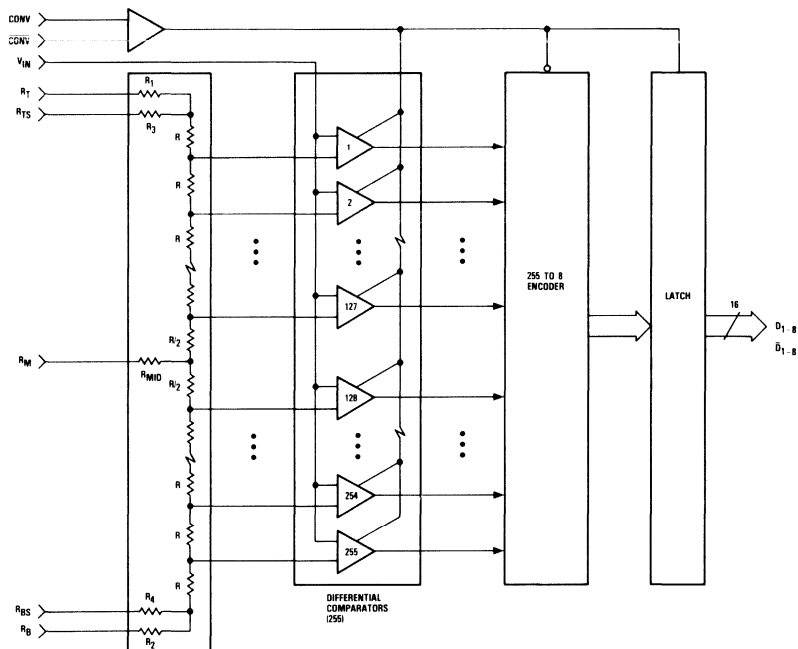 CONV
C̅O̅N̅V̅
V_IN
R_T
R_1
R_TS
R_3
R
1
R
2
R
127
255 TO 8
ENCODER
LATCH
16
D_1-8
D̅_1-8
R/2
R_M
R_MID
R/2
128
R
254
R
255
R
R_BS
R_4
R_B
R_2
DIFFERENTIAL
COMPARATORS
(255)